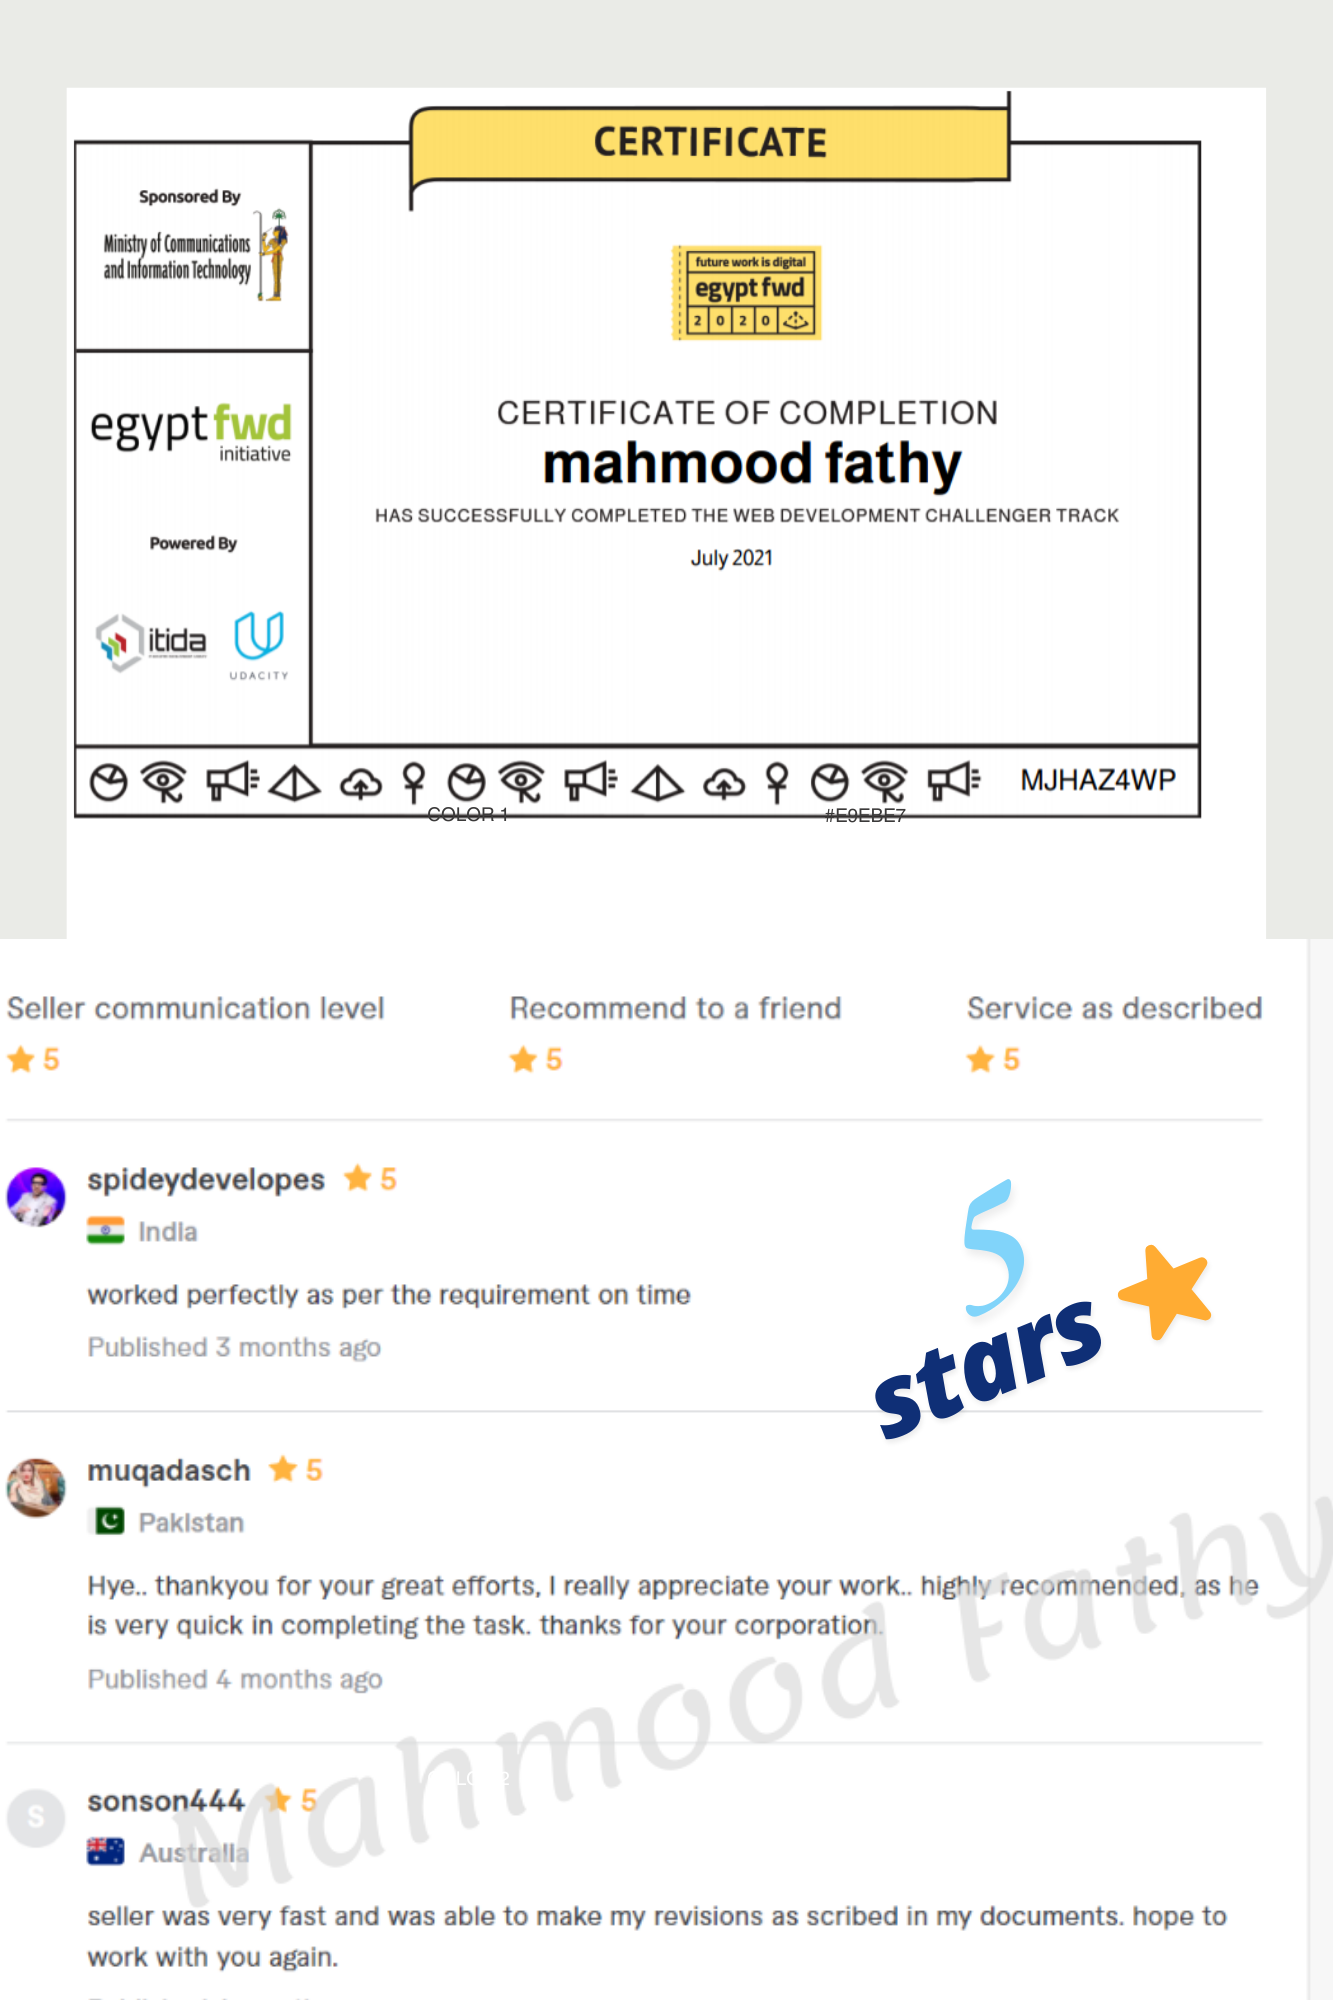 CERTIFICATE
Sponsored By
Ministry of Communications
and Information Technology
future work is digital
egypt fwd
2 0 2 0
egypt fwd
initiative
CERTIFICATE OF COMPLETION
mahmood fathy
HAS SUCCESSFULLY COMPLETED THE WEB DEVELOPMENT CHALLENGER TRACK
July 2021
Powered By
itida
UDACITY
MJHAZ4WP
COLOR 1 #E9EBE7
Seller communication level Recommend to a friend Service as described
5 5 5
spideydevelopes 5
India
worked perfectly as per the requirement on time
Published 3 months ago
5
stars
muqadasch 5
Pakistan
Hye.. thankyou for your great efforts, I really appreciate your work.. highly recommended, as he
is very quick in completing the task. thanks for your corporation.
Published 4 months ago
Mahmood Fathy
S
sonson444 5
Australia
seller was very fast and was able to make my revisions as scribed in my documents. hope to
work with you again.